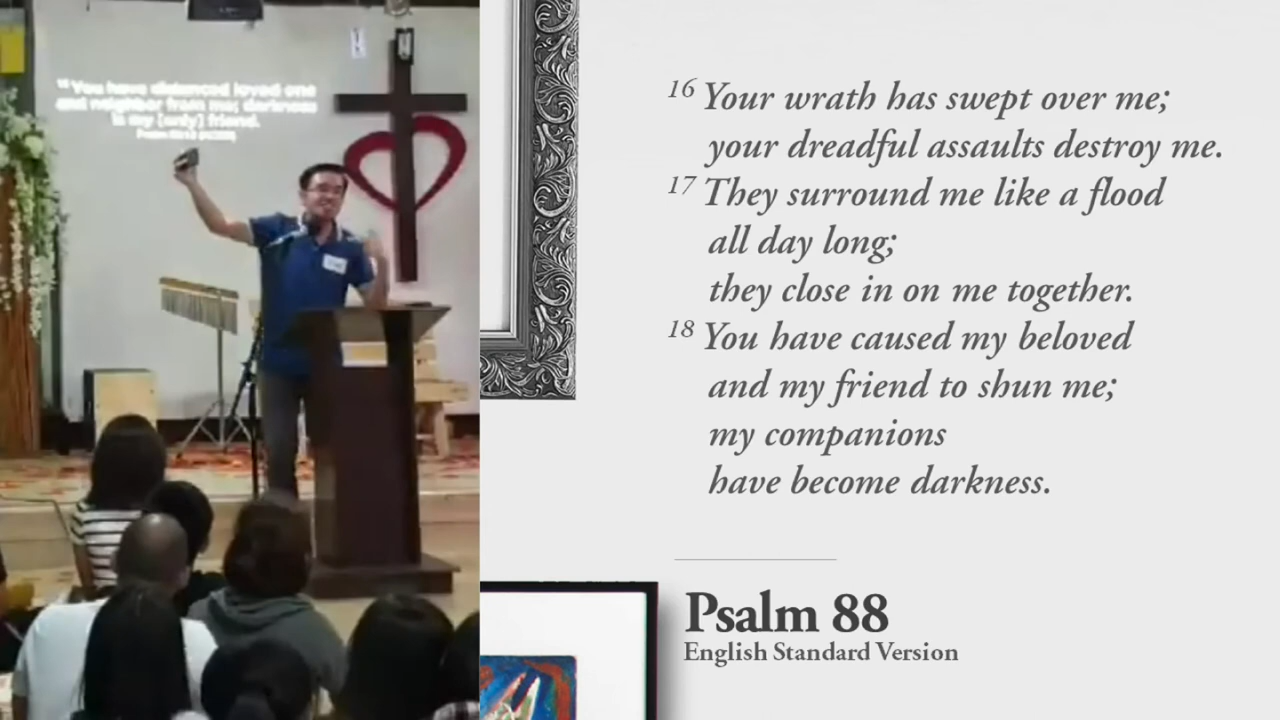 You have distanced loved one
and neighbor from me; darkness
is my [only] friend.
16 Your wrath has swept over me;
your dreadful assaults destroy me.
17 They surround me like a flood
all day long;
they close in on me together.
18 You have caused my beloved
and my friend to shun me;
my companions
have become darkness.
Psalm 88
English Standard Version